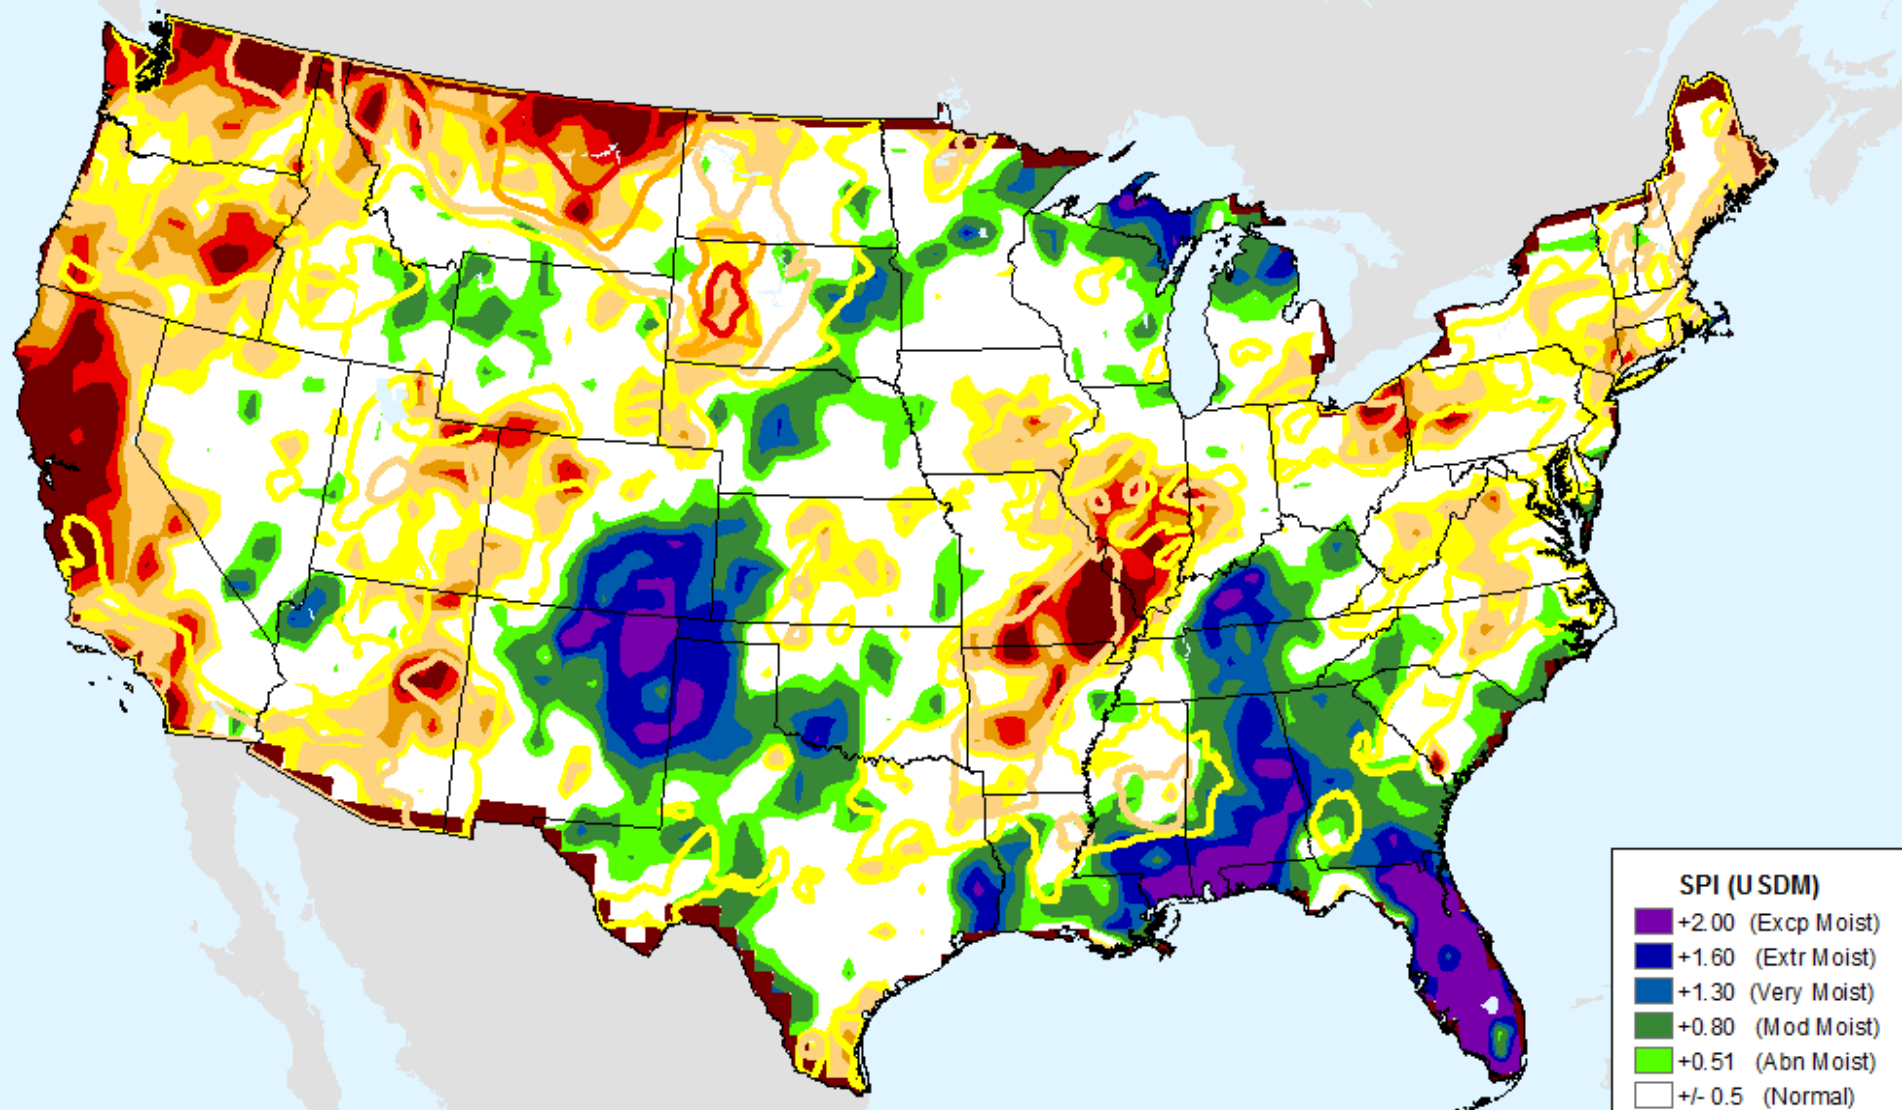 SPI (USDM)
+2.00 (Excp Moist)
+1.60 (Extr Moist)
+1.30 (Very Moist)
+0.80 (Mod Moist)
+0.51 (Abn Moist)
+/- 0.5 (Normal)